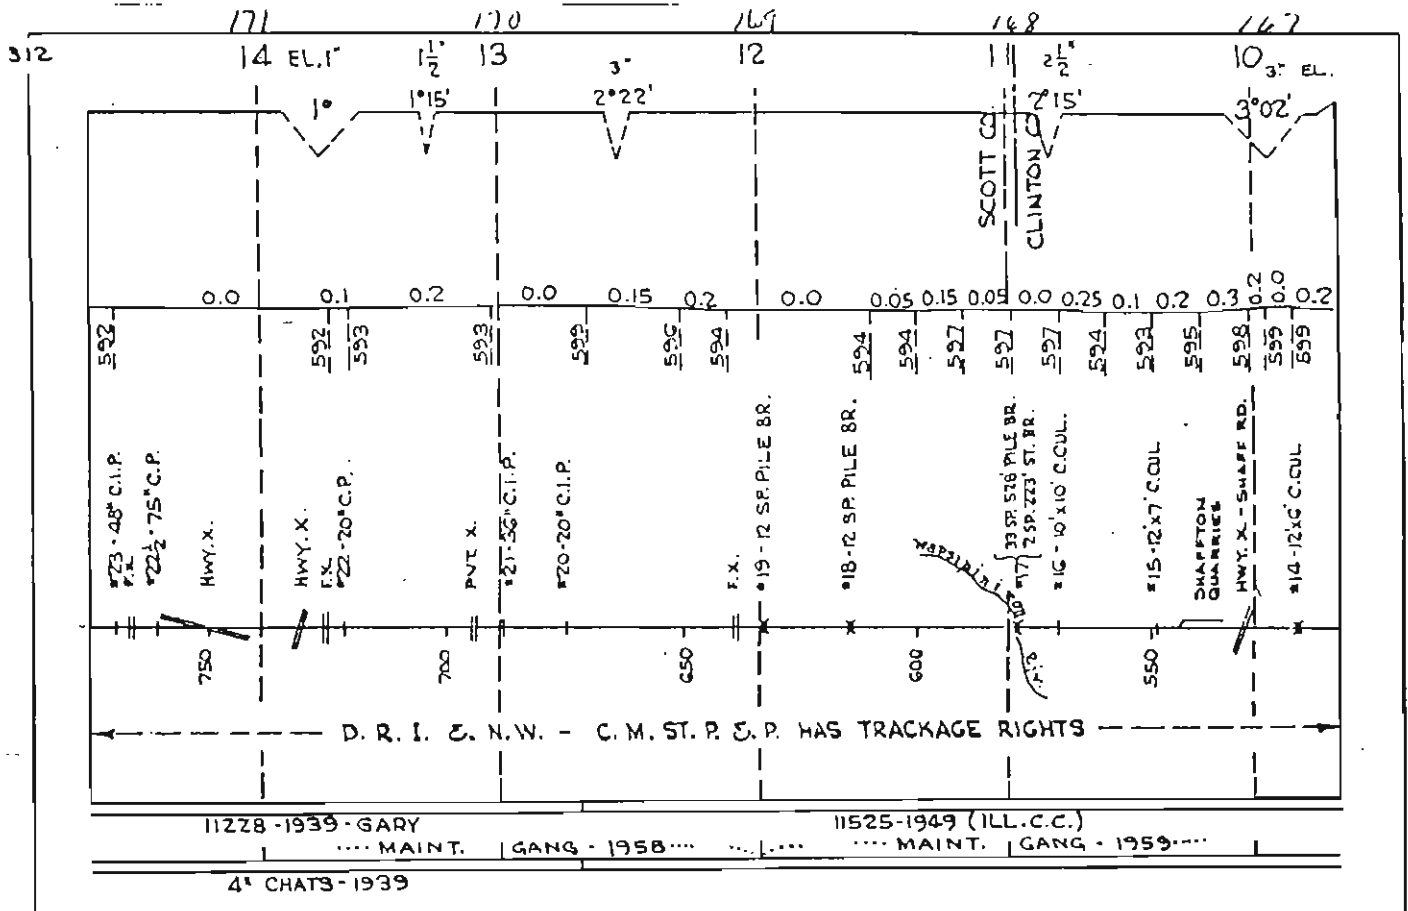 171 170 169 168 167
312
14 EL.1" 1½" 13 3" 12 11 2½" 10 3" EL.
1° 1°15' 2°22' 2°15' 3°02'
SCOTT CO
CLINTON CO
0.0 0.1 0.2 0.0 0.15 0.2 0.0 0.05 0.15 0.05 0.0 0.25 0.1 0.2 0.3 0.2 0.0 0.2
592 592 593 593 599 596 594 594 594 597 597 597 594 593 595 598 599 599
#23-48" C.I.P.
F.X.
#22½-75" C.P.
HWY. X.
HWY. X.
F.X.
#22-20" C.P.
PVT X.
#21-36" C.I.P.
#20-20" C.I.P.
F.X.
#19-12 SP. PILE BR.
#18-12 SP. PILE BR.
#17
33 SP. 528' PILE BR.
2 SP. 223' ST. BR.
#16-10'x10' C.CUL.
#15-12'x7' C.CUL
SHAFFTON
QUARRIES
HWY. X-SHAFF RD.
#14-12'x6' C.CUL
Wapsipini
Riv.
750 700 650 600 550
D. R. I. & N.W. - C. M. ST. P. & P. HAS TRACKAGE RIGHTS
11228-1939-GARY 11525-1949 (ILL.C.C.)
.... MAINT. GANG - 1958 .... .... MAINT. GANG - 1959 ....
4" CHATS-1939